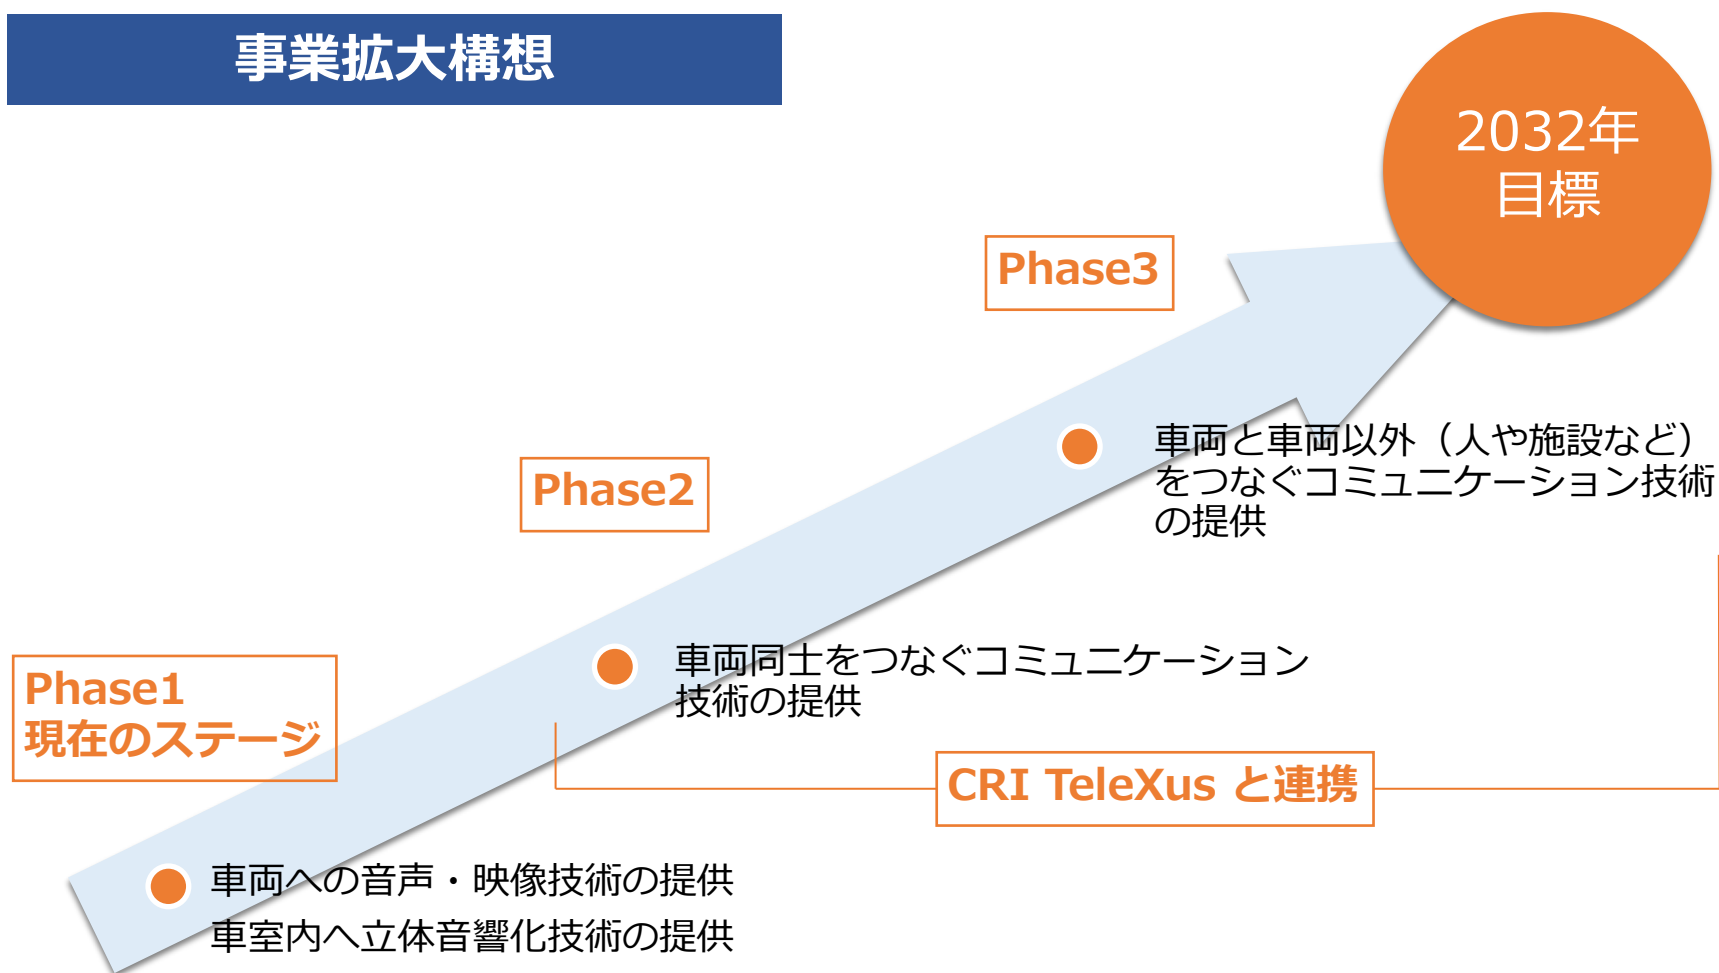 事業拡大構想
2032年
目標
Phase3
車両と車両以外（人や施設など）
をつなぐコミュニケーション技術
の提供
Phase2
車両同士をつなぐコミュニケーション
技術の提供
Phase1
現在のステージ
CRI TeleXus と連携
車両への音声・映像技術の提供
車室内へ立体音響化技術の提供